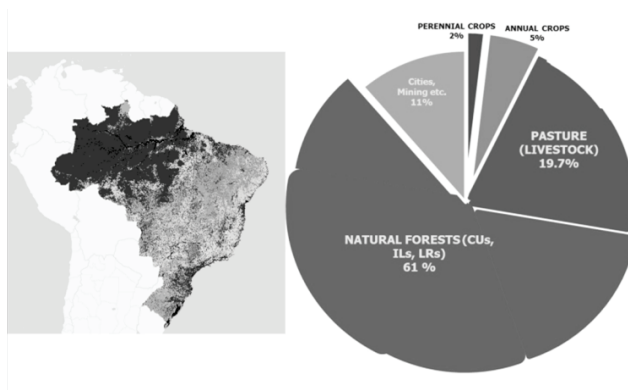 PERENNIAL CROPS
2%
ANNUAL CROPS
5%
Cities,
Mining etc.
11%
PASTURE
(LIVESTOCK)
19.7%
NATURAL FORESTS (CUs,
ILs, LRs)
61 %